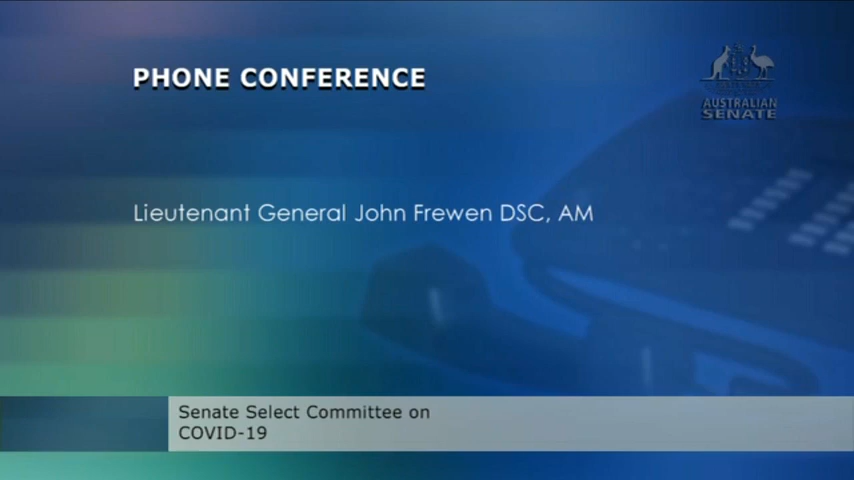 PHONE CONFERENCE
AUSTRALIAN
SENATE
Lieutenant General John Frewen DSC, AM
Senate Select Committee on
COVID-19